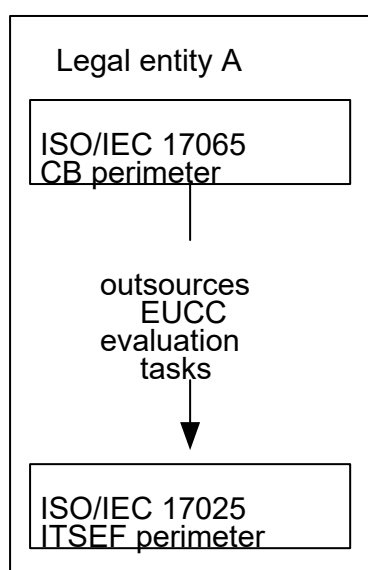 Legal entity A
ISO/IEC 17065
CB perimeter
outsources
EUCC
evaluation
tasks
ISO/IEC 17025
ITSEF perimeter